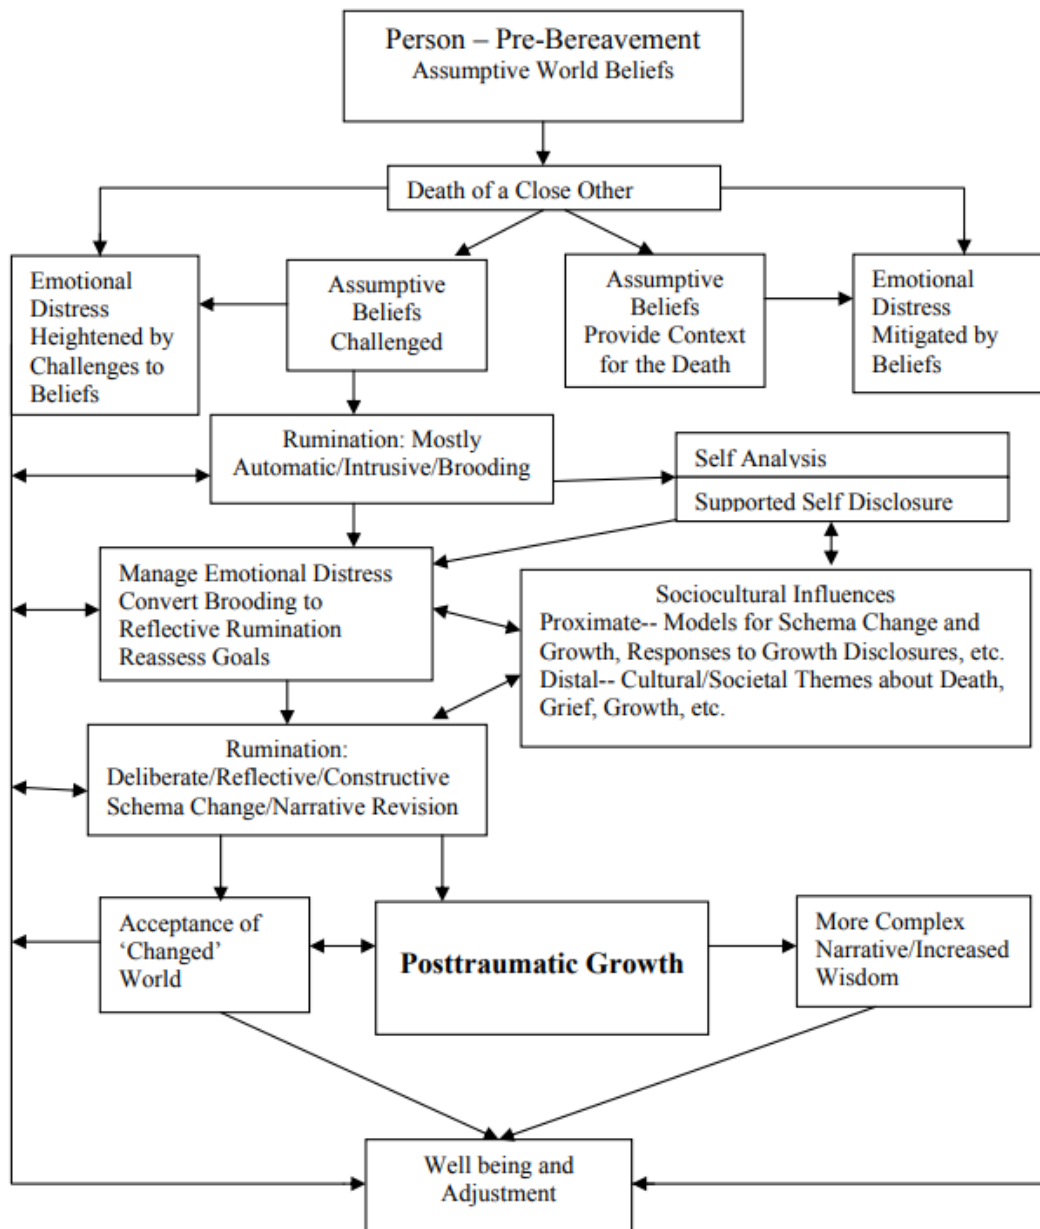 Person – Pre-Bereavement
Assumptive World Beliefs
Death of a Close Other
Emotional
Distress
Heightened by
Challenges to
Beliefs
Assumptive
Beliefs
Challenged
Assumptive
Beliefs
Provide Context
for the Death
Emotional
Distress
Mitigated by
Beliefs
Rumination: Mostly
Automatic/Intrusive/Brooding
Self Analysis
Supported Self Disclosure
Manage Emotional Distress
Convert Brooding to
Reflective Rumination
Reassess Goals
Sociocultural Influences
Proximate-- Models for Schema Change and
Growth, Responses to Growth Disclosures, etc.
Distal-- Cultural/Societal Themes about Death,
Grief, Growth, etc.
Rumination:
Deliberate/Reflective/Constructive
Schema Change/Narrative Revision
Acceptance of
‘Changed’
World
Posttraumatic Growth
More Complex
Narrative/Increased
Wisdom
Well being and
Adjustment